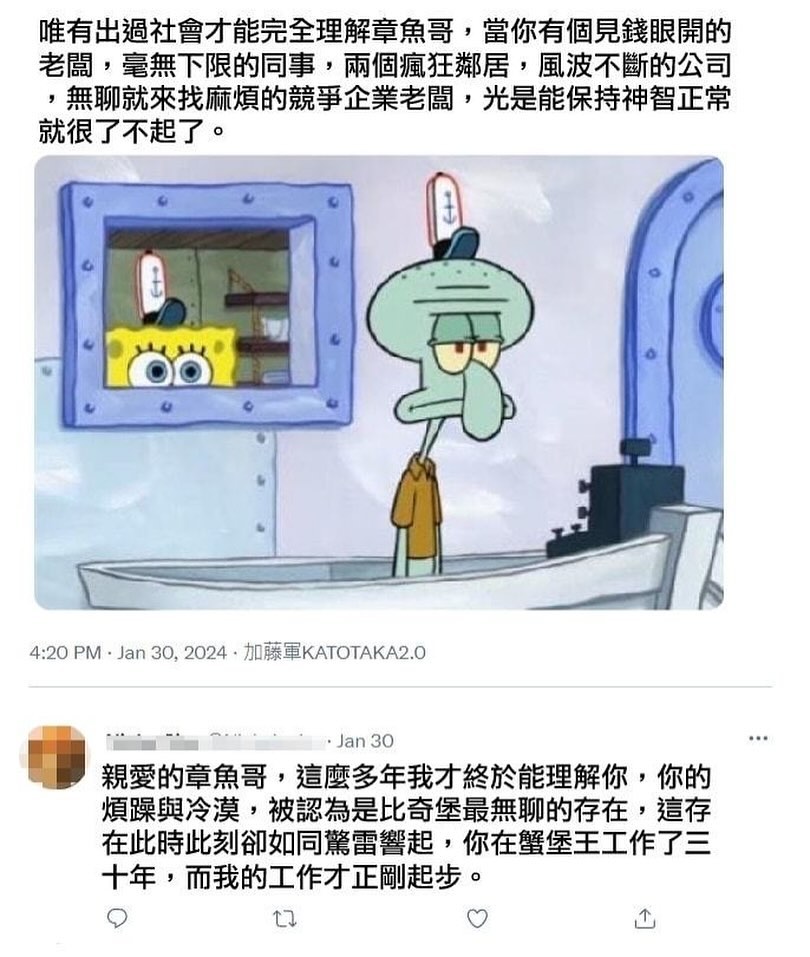 唯有出過社會才能完全理解章魚哥，當你有個見錢眼開的
老闆，毫無下限的同事，兩個瘋狂鄰居，風波不斷的公司
，無聊就來找麻煩的競爭企業老闆，光是能保持神智正常
就很了不起了。
4:20 PM · Jan 30, 2024 · 加藤軍KATOTAKA2.0
· Jan 30
親愛的章魚哥，這麼多年我才終於能理解你，你的
煩躁與冷漠，被認為是比奇堡最無聊的存在，這存
在此時此刻卻如同驚雷響起，你在蟹堡王工作了三
十年，而我的工作才正剛起步。